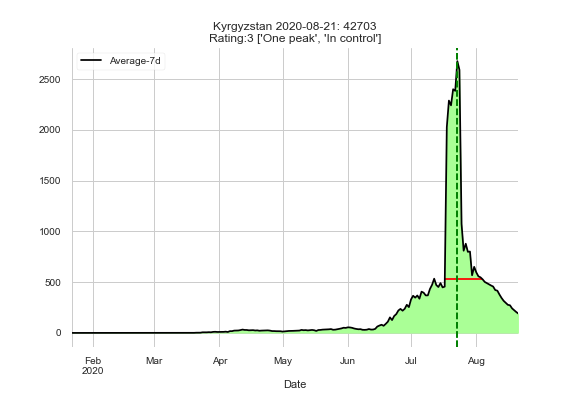 Kyrgyzstan 2020-08-21: 42703
Rating:3 ['One peak', 'In control']
Average-7d
2500
2000
1500
1000
500
0
Feb
2020
Mar
Apr
May
Jun
Jul
Aug
Date